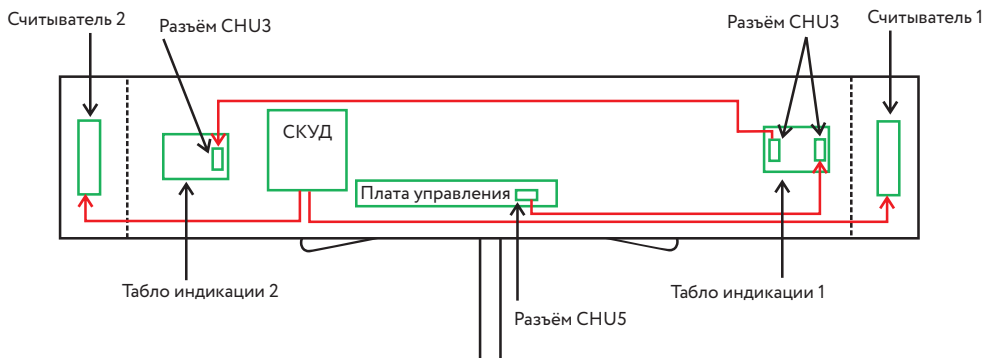 Считыватель 2
Разъём CHU3
Разъём CHU3
Считыватель 1
СКУД
Плата управления
Табло индикации 2
Табло индикации 1
Разъём CHU5